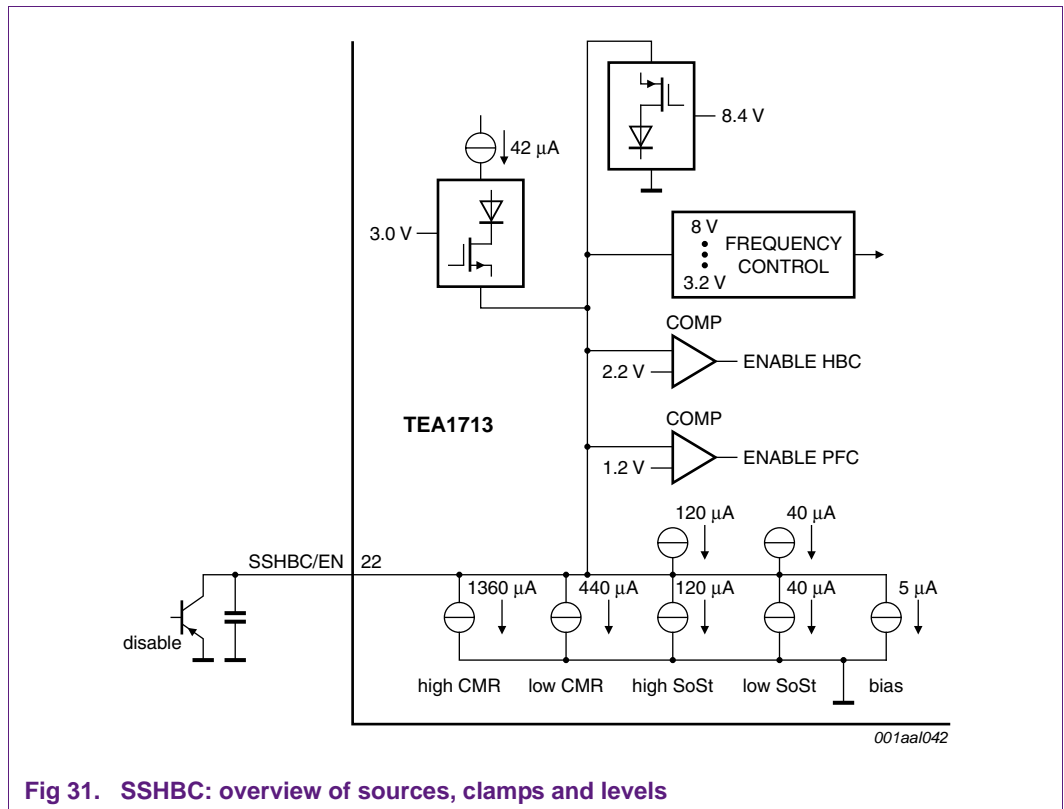 8.4 V
42 μA
3.0 V
8 V
FREQUENCY
CONTROL
3.2 V
COMP
2.2 V
ENABLE HBC
TEA1713
COMP
1.2 V
ENABLE PFC
120 μA
40 μA
SSHBC/EN
22
1360 μA
440 μA
120 μA
40 μA
5 μA
disable
high CMR
low CMR
high SoSt
low SoSt
bias
001aal042
Fig 31. SSHBC: overview of sources, clamps and levels